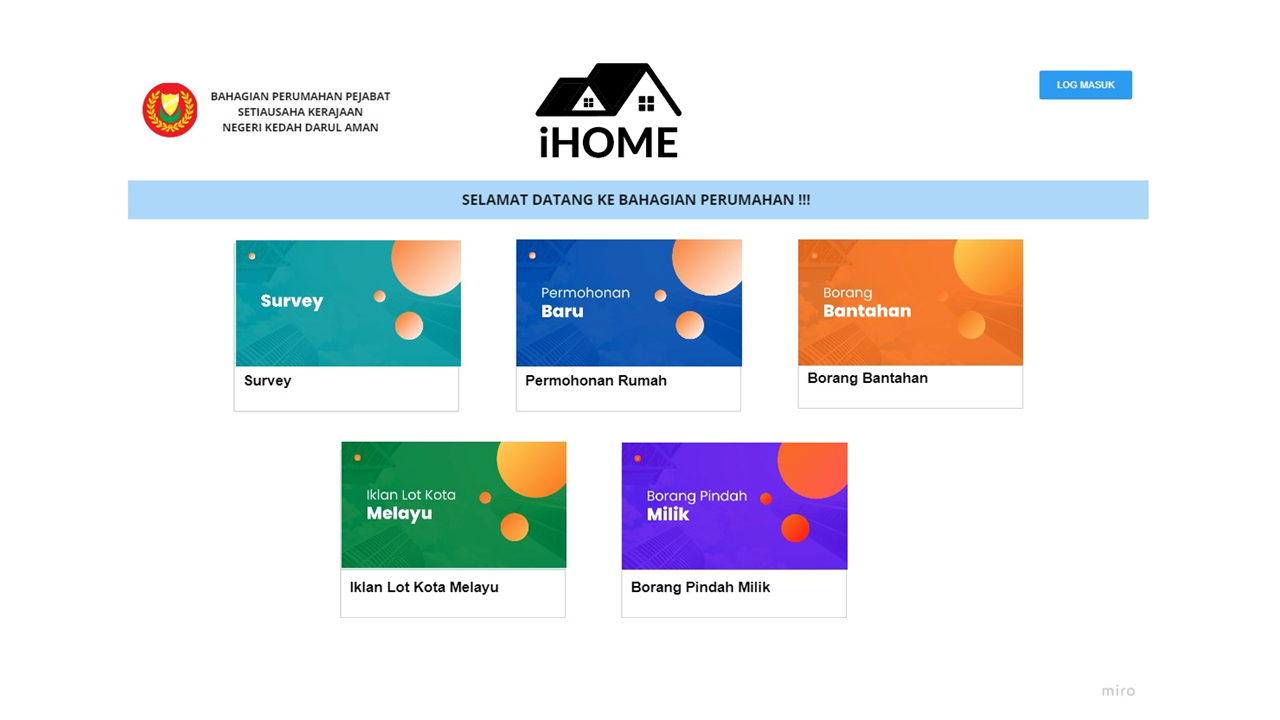 BAHAGIAN PERUMAHAN PEJABAT
SETIAUSAHA KERAJAAN
NEGERI KEDAH DARUL AMAN
iHOME
LOG MASUK
SELAMAT DATANG KE BAHAGIAN PERUMAHAN !!!
Survey
Survey
Permohonan
Baru
Permohonan Rumah
Borang
Bantahan
Borang Bantahan
Iklan Lot Kota
Melayu
Iklan Lot Kota Melayu
Borang Pindah
Milik
Borang Pindah Milik
miro